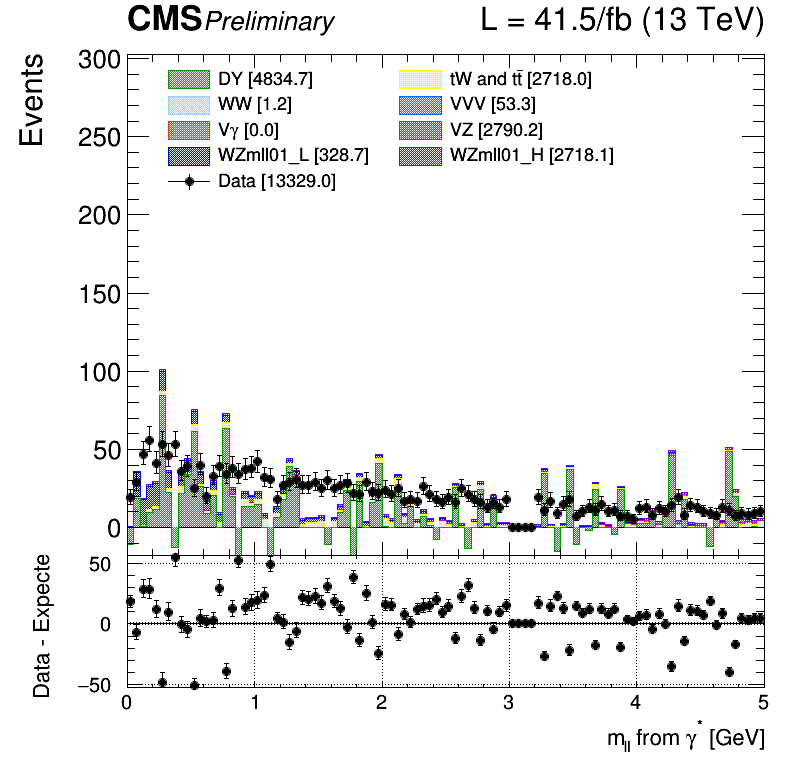 CMS Preliminary L = 41.5/fb (13 TeV)
Events
300
250
200
150
100
50
0
DY [4834.7] tW and tt̄ [2718.0]
WW [1.2] VVV [53.3]
Vγ [0.0] VZ [2790.2]
WZmll01_L [328.7] WZmll01_H [2718.1]
Data [13329.0]
Data - Expecte
50
0
−50
0 1 2 3 4 5
m_ll from γ* [GeV]